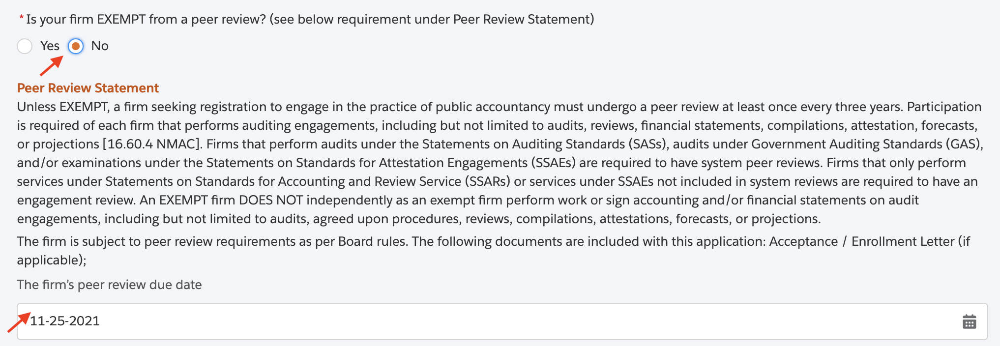 * Is your firm EXEMPT from a peer review? (see below requirement under Peer Review Statement)
Yes No
Peer Review Statement
Unless EXEMPT, a firm seeking registration to engage in the practice of public accountancy must undergo a peer review at least once every three years. Participation
is required of each firm that performs auditing engagements, including but not limited to audits, reviews, financial statements, compilations, attestation, forecasts,
or projections [16.60.4 NMAC]. Firms that perform audits under the Statements on Auditing Standards (SASs), audits under Government Auditing Standards (GAS),
and/or examinations under the Statements on Standards for Attestation Engagements (SSAEs) are required to have system peer reviews. Firms that only perform
services under Statements on Standards for Accounting and Review Service (SSARs) or services under SSAEs not included in system reviews are required to have an
engagement review. An EXEMPT firm DOES NOT independently as an exempt firm perform work or sign accounting and/or financial statements on audit
engagements, including but not limited to audits, agreed upon procedures, reviews, compilations, attestations, forecasts, or projections.
The firm is subject to peer review requirements as per Board rules. The following documents are included with this application: Acceptance / Enrollment Letter (if
applicable);
The firm’s peer review due date
11-25-2021